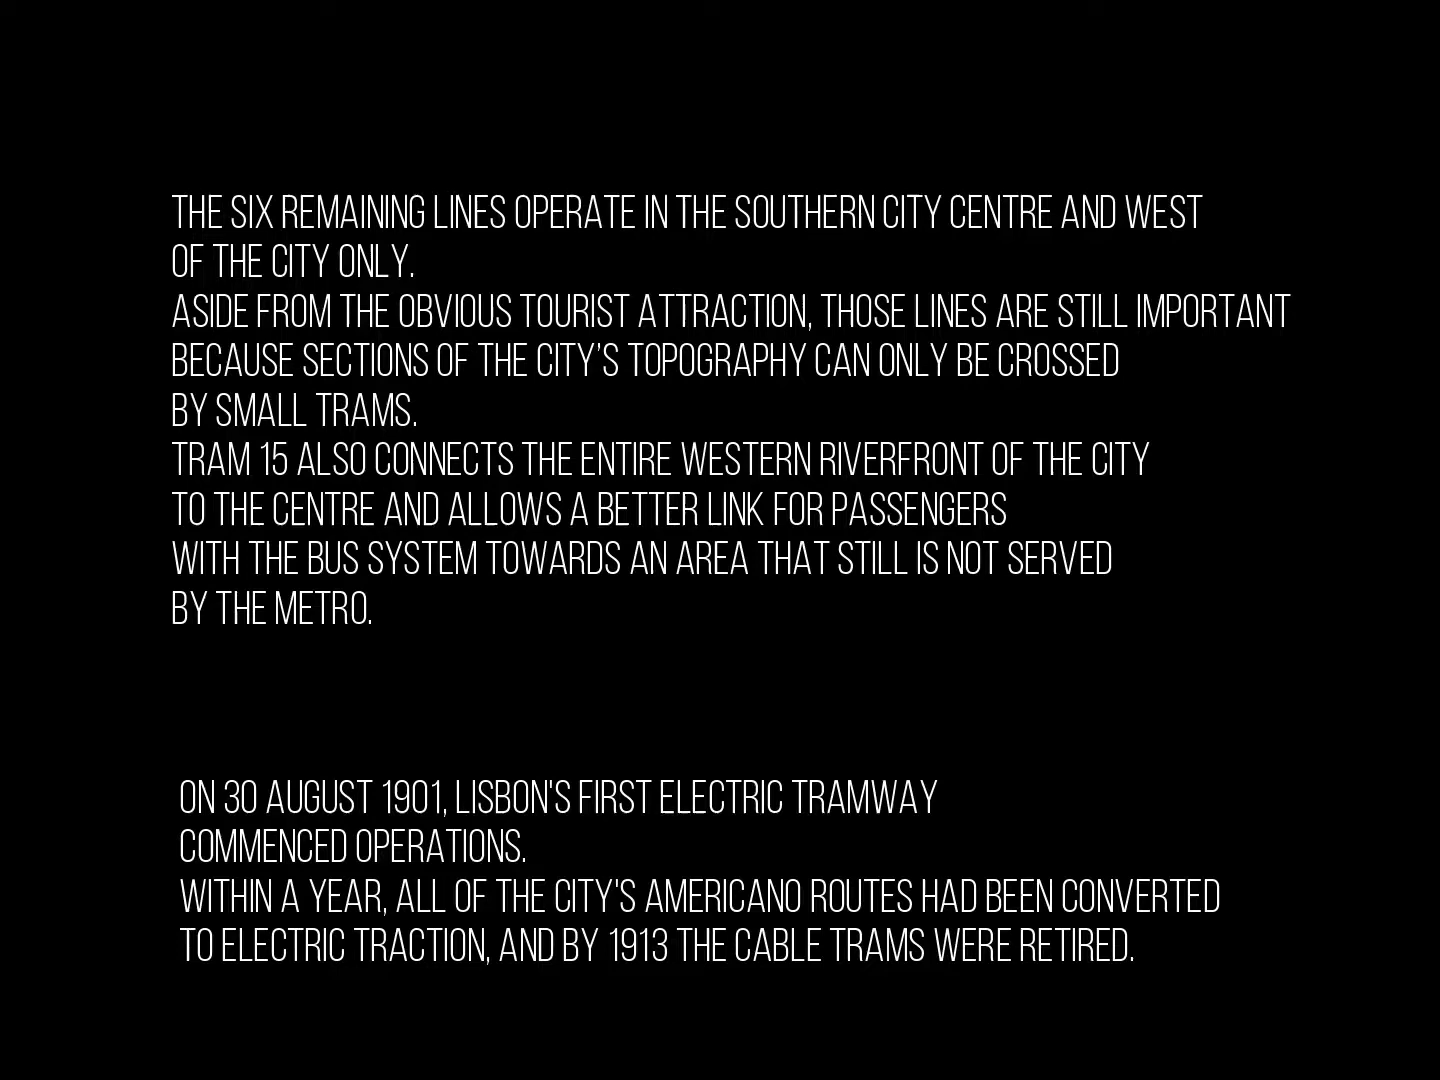 THE SIX REMAINING LINES OPERATE IN THE SOUTHERN CITY CENTRE AND WEST
OF THE CITY ONLY.
ASIDE FROM THE OBVIOUS TOURIST ATTRACTION, THOSE LINES ARE STILL IMPORTANT
BECAUSE SECTIONS OF THE CITY’S TOPOGRAPHY CAN ONLY BE CROSSED
BY SMALL TRAMS.
TRAM 15 ALSO CONNECTS THE ENTIRE WESTERN RIVERFRONT OF THE CITY
TO THE CENTRE AND ALLOWS A BETTER LINK FOR PASSENGERS
WITH THE BUS SYSTEM TOWARDS AN AREA THAT STILL IS NOT SERVED
BY THE METRO.
ON 30 AUGUST 1901, LISBON'S FIRST ELECTRIC TRAMWAY
COMMENCED OPERATIONS.
WITHIN A YEAR, ALL OF THE CITY'S AMERICANO ROUTES HAD BEEN CONVERTED
TO ELECTRIC TRACTION, AND BY 1913 THE CABLE TRAMS WERE RETIRED.